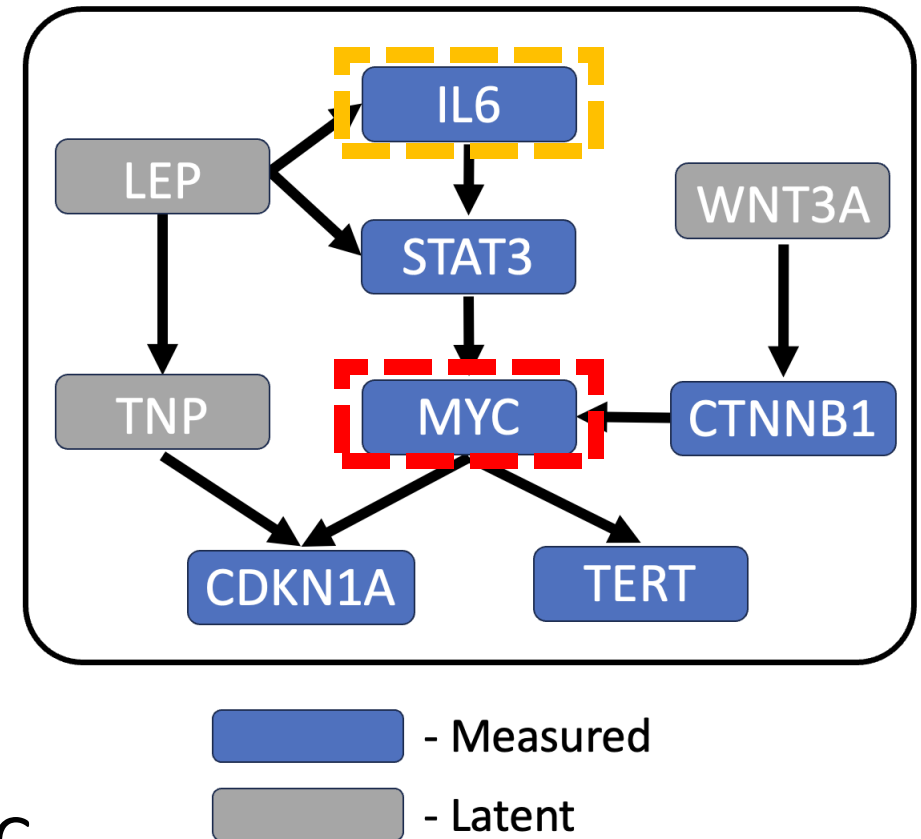 IL6
LEP
WNT3A
STAT3
TNP
MYC
CTNNB1
CDKN1A
TERT
- Measured
- Latent